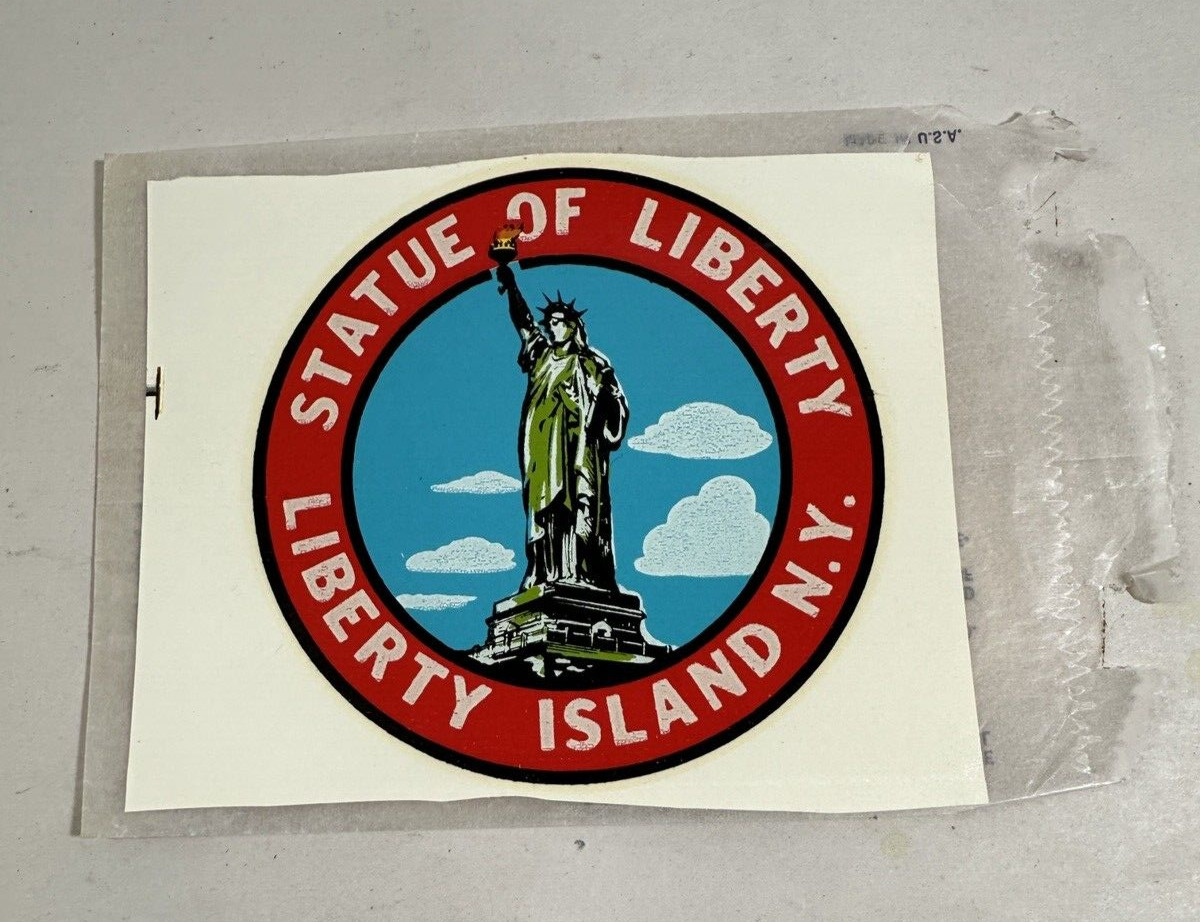 STATUE OF LIBERTY
LIBERTY ISLAND N.Y.
MADE IN U.S.A.